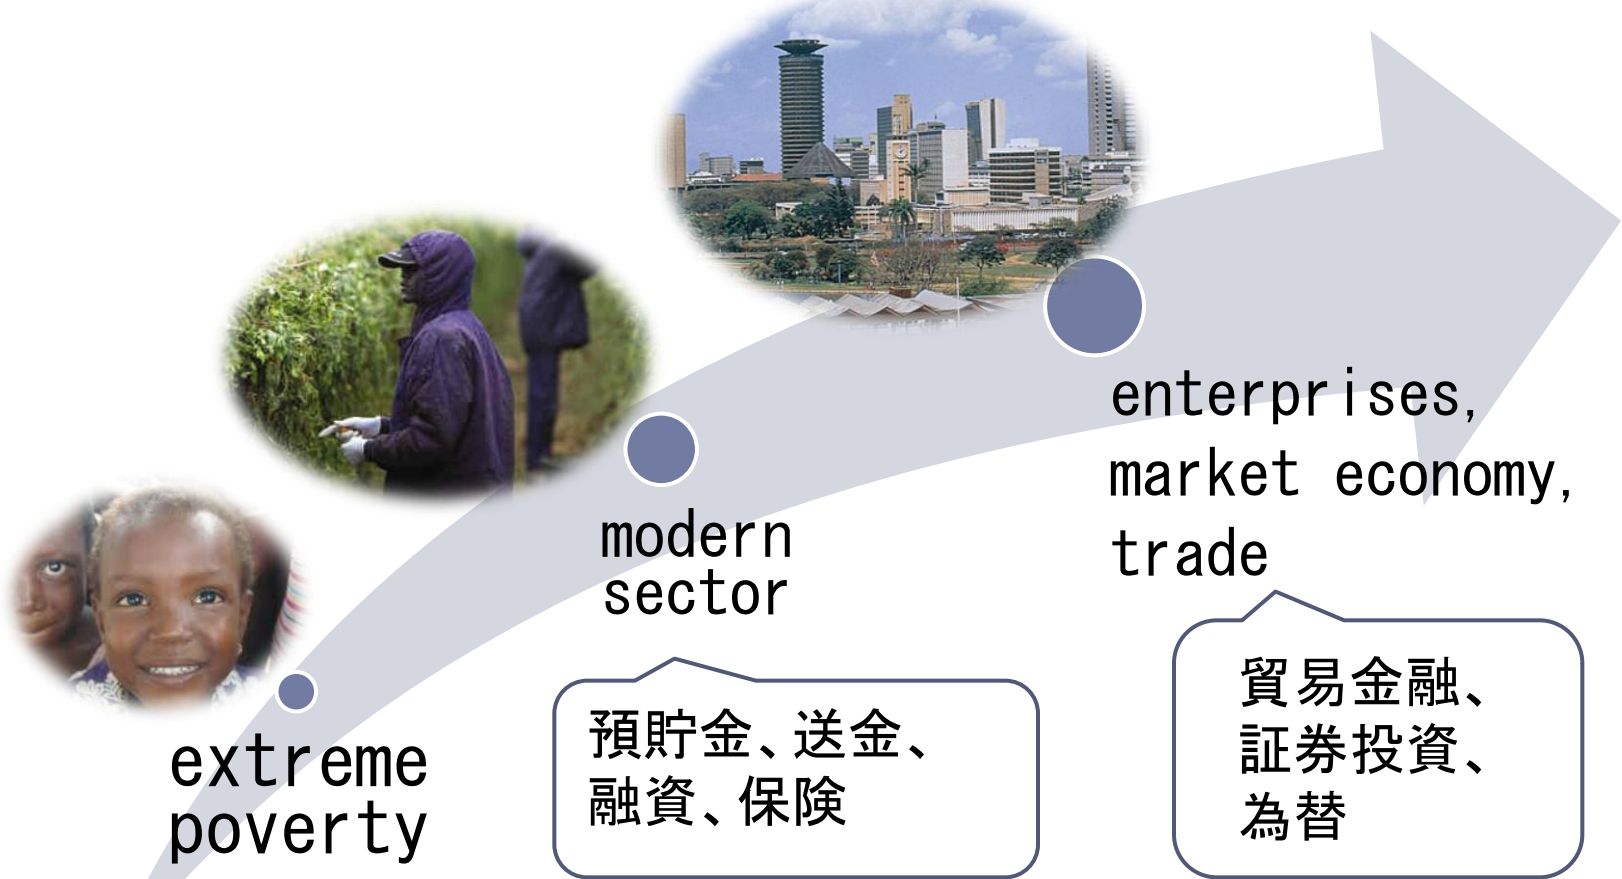 extreme
poverty
modern
sector
預貯金、送金、
融資、保険
enterprises,
market economy,
trade
貿易金融、
証券投資、
為替